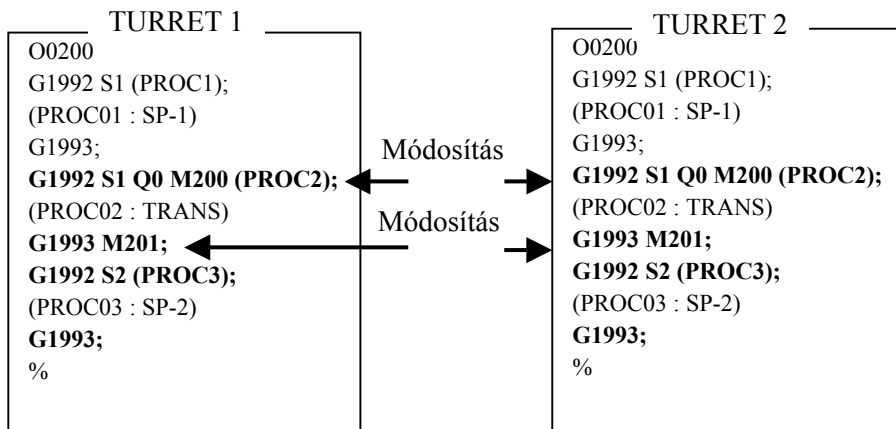 TURRET 1
O0200
G1992 S1 (PROC1);
(PROC01 : SP-1)
G1993;
G1992 S1 Q0 M200 (PROC2);
(PROC02 : TRANS)
G1993 M201;
G1992 S2 (PROC3);
(PROC03 : SP-2)
G1993;
%
Módosítás
Módosítás
TURRET 2
O0200
G1992 S1 (PROC1);
(PROC01 : SP-1)
G1993;
G1992 S1 Q0 M200 (PROC2);
(PROC02 : TRANS)
G1993 M201;
G1992 S2 (PROC3);
(PROC03 : SP-2)
G1993;
%